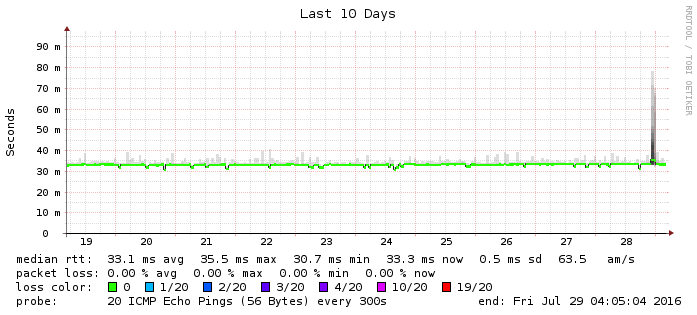 Last 10 Days
RRDTOOL / TOBI OETIKER
Seconds
90 m
80 m
70 m
60 m
50 m
40 m
30 m
20 m
10 m
0
19 20 21 22 23 24 25 26 27 28
median rtt: 33.1 ms avg 35.5 ms max 30.7 ms min 33.3 ms now 0.5 ms sd 63.5 am/s
packet loss: 0.00 % avg 0.00 % max 0.00 % min 0.00 % now
loss color: 0 1/20 2/20 3/20 4/20 10/20 19/20
probe: 20 ICMP Echo Pings (56 Bytes) every 300s end: Fri Jul 29 04:05:04 2016